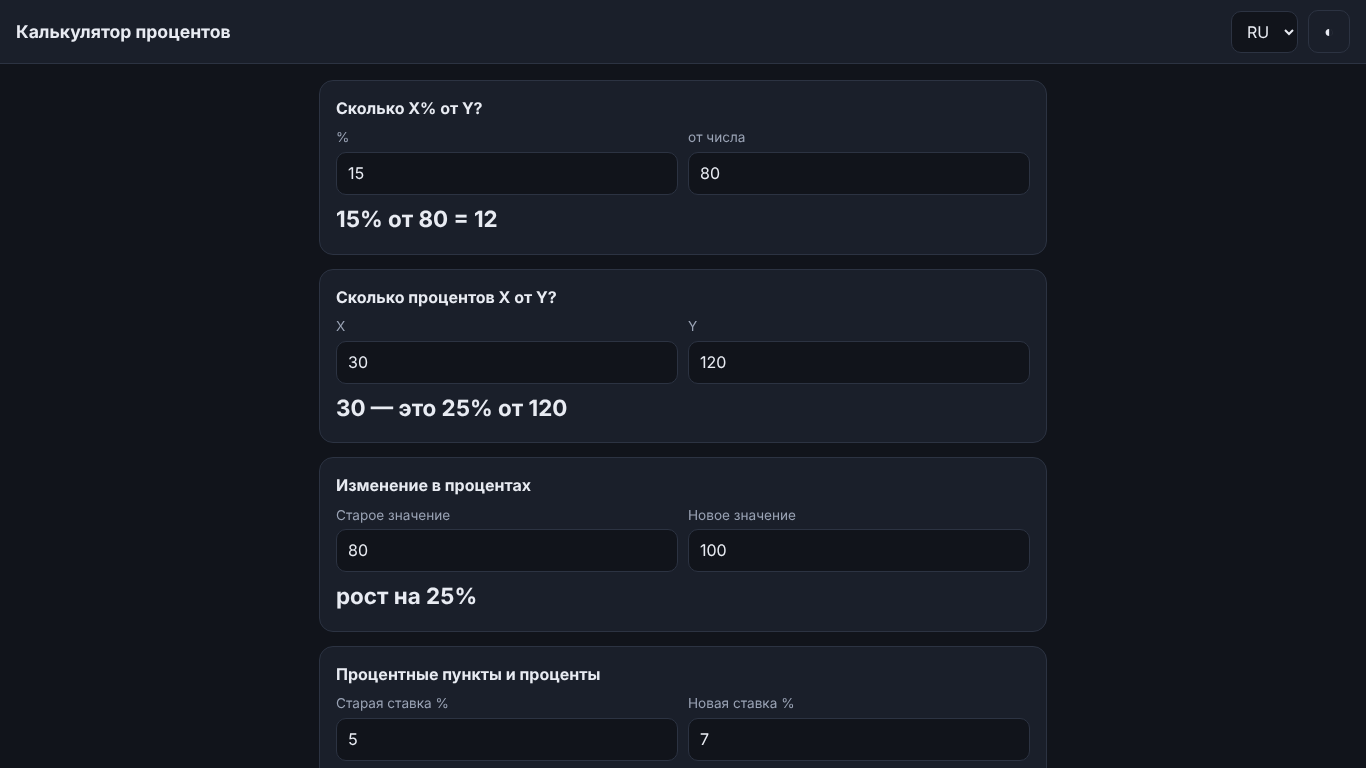 Калькулятор процентов
RU
Сколько X% от Y?
% от числа
15 80
15% от 80 = 12
Сколько процентов X от Y?
X Y
30 120
30 — это 25% от 120
Изменение в процентах
Старое значение Новое значение
80 100
рост на 25%
Процентные пункты и проценты
Старая ставка % Новая ставка %
5 7